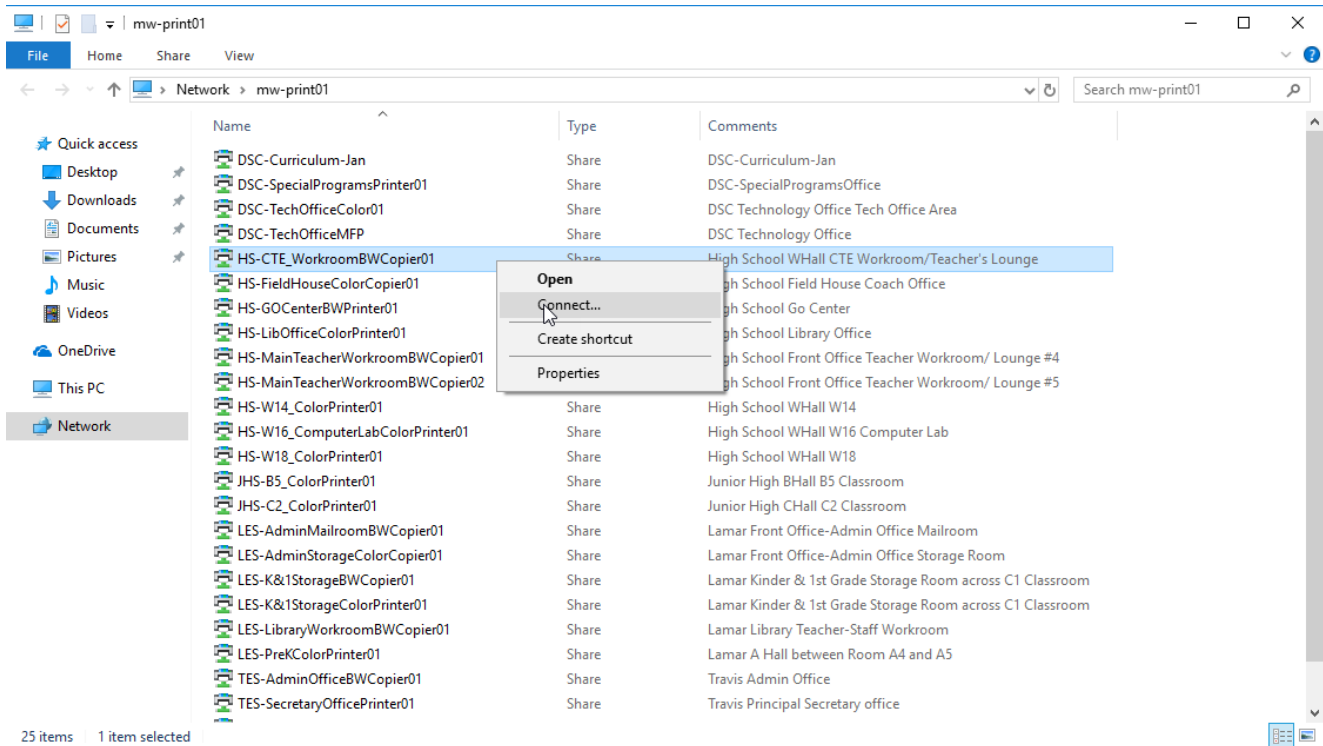 mw-print01
File Home Share View
Network > mw-print01 Search mw-print01
Name Type Comments
Quick access
Desktop
Downloads
Documents
Pictures
Music
Videos
OneDrive
This PC
Network
DSC-Curriculum-Jan Share DSC-Curriculum-Jan
DSC-SpecialProgramsPrinter01 Share DSC-SpecialProgramsOffice
DSC-TechOfficeColor01 Share DSC Technology Office Tech Office Area
DSC-TechOfficeMFP Share DSC Technology Office
HS-CTE_WorkroomBWCopier01 Share High School WHall CTE Workroom/Teacher's Lounge
HS-FieldHouseColorCopier01 gh School Field House Coach Office
HS-GOCenterBWPrinter01 gh School Go Center
HS-LibOfficeColorPrinter01 gh School Library Office
HS-MainTeacherWorkroomBWCopier01 gh School Front Office Teacher Workroom/ Lounge #4
HS-MainTeacherWorkroomBWCopier02 gh School Front Office Teacher Workroom/ Lounge #5
HS-W14_ColorPrinter01 Share High School WHall W14
HS-W16_ComputerLabColorPrinter01 Share High School WHall W16 Computer Lab
HS-W18_ColorPrinter01 Share High School WHall W18
JHS-B5_ColorPrinter01 Share Junior High BHall B5 Classroom
JHS-C2_ColorPrinter01 Share Junior High CHall C2 Classroom
LES-AdminMailroomBWCopier01 Share Lamar Front Office-Admin Office Mailroom
LES-AdminStorageColorCopier01 Share Lamar Front Office-Admin Office Storage Room
LES-K&1StorageBWCopier01 Share Lamar Kinder & 1st Grade Storage Room across C1 Classroom
LES-K&1StorageColorPrinter01 Share Lamar Kinder & 1st Grade Storage Room across C1 Classroom
LES-LibraryWorkroomBWCopier01 Share Lamar Library Teacher-Staff Workroom
LES-PreKColorPrinter01 Share Lamar A Hall between Room A4 and A5
TES-AdminOfficeBWCopier01 Share Travis Admin Office
TES-SecretaryOfficePrinter01 Share Travis Principal Secretary office
Open
Connect...
Create shortcut
Properties
25 items 1 item selected